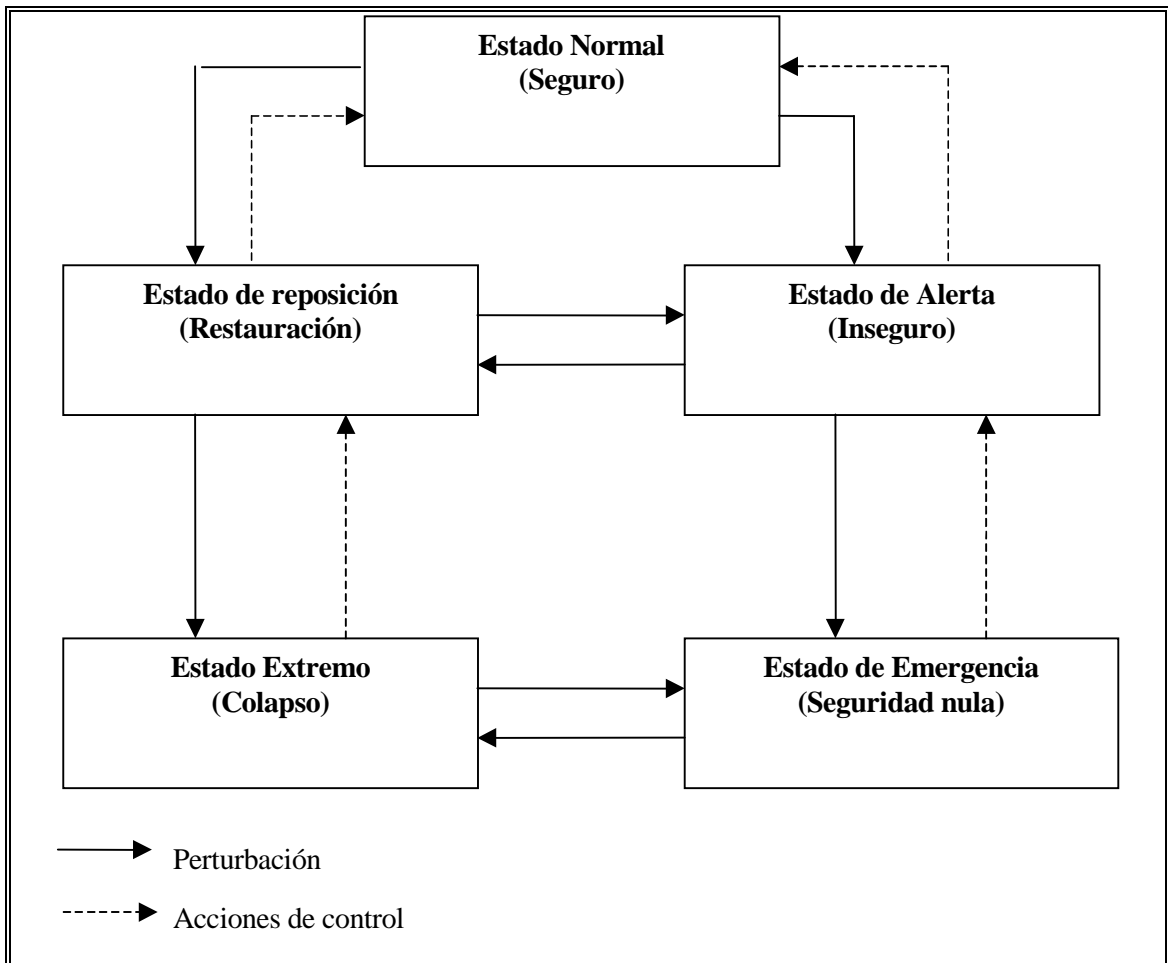 Estado Normal
(Seguro)
Estado de reposición
(Restauración)
Estado de Alerta
(Inseguro)
Estado Extremo
(Colapso)
Estado de Emergencia
(Seguridad nula)
Perturbación
Acciones de control